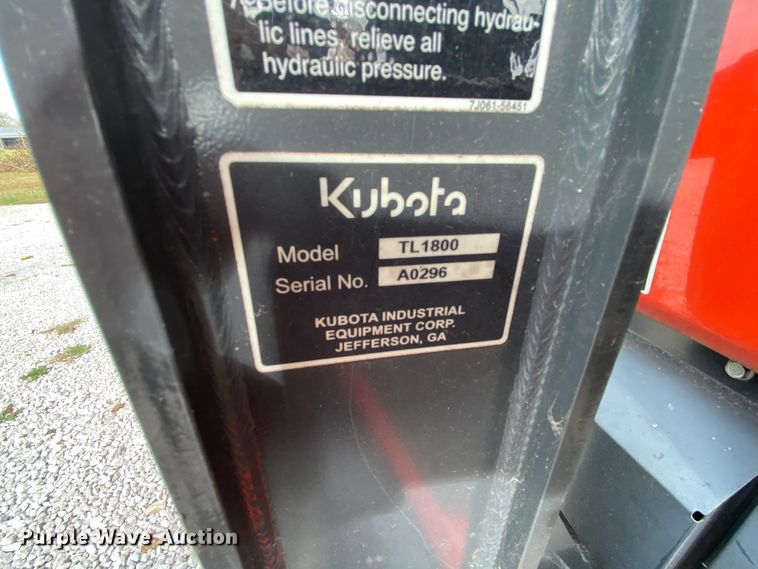 Before disconnecting hydrau-
lic lines, relieve all
hydraulic pressure.
7J061-56451
Kubota
Model TL1800
Serial No. A0296
KUBOTA INDUSTRIAL
EQUIPMENT CORP.
JEFFERSON, GA
Purple Wave Auction